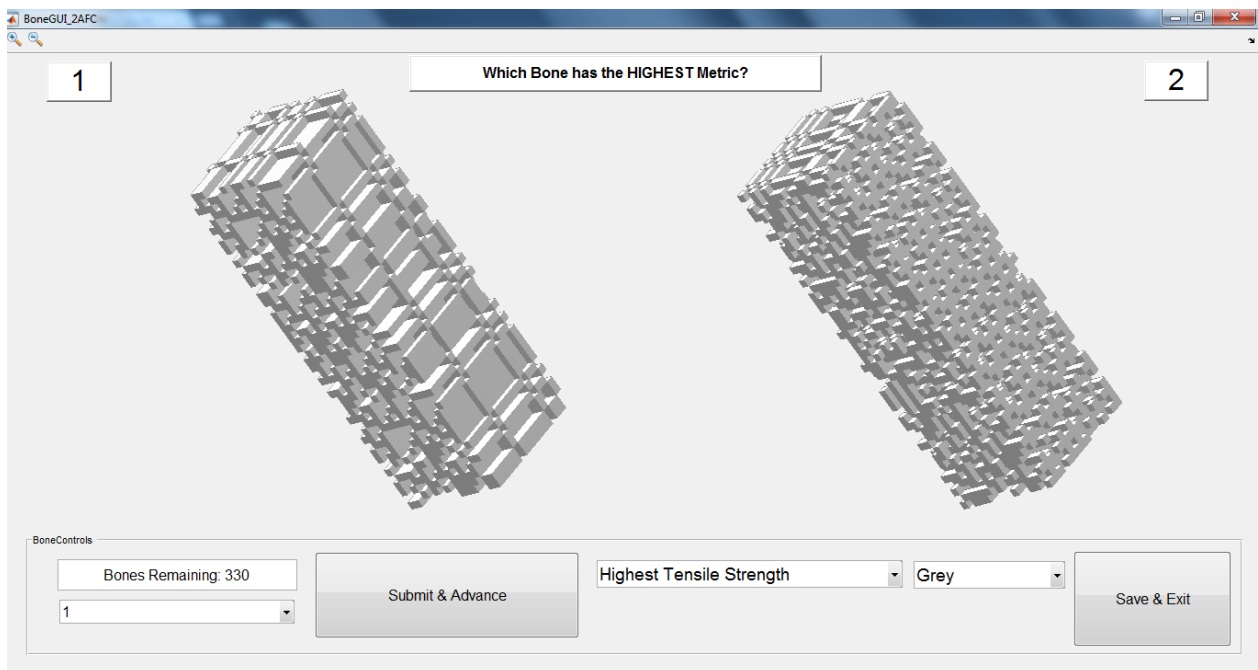 BoneGUI_2AFC
1
Which Bone has the HIGHEST Metric?
2
BoneControls
Bones Remaining: 330
1
Submit & Advance
Highest Tensile Strength
Grey
Save & Exit